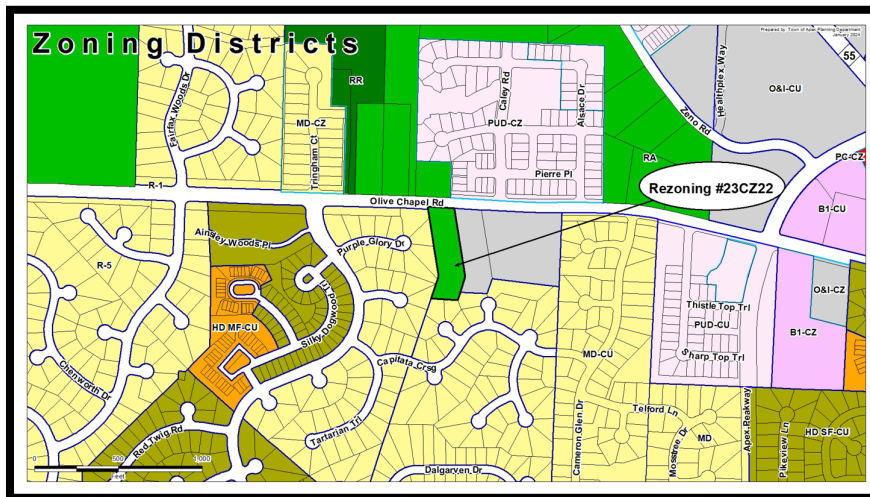 Zoning Districts
Prepared by: Town of Apex Planning Department
January 2024
55
Fairfax Woods Dr
RR
MD-CZ
Tringham Ct
Caley Rd
Alsace Dr
PUD-CZ
Pierre Pl
Healthplex Way
O&I-CU
Zeno Rd
RA
PC-CZ
B1-CU
R-1
Olive Chapel Rd
Rezoning #23CZ22
Ainsley Woods Pl
Purple Glory Dr
R-5
Silky Dogwood Trl
HD MF-CU
Chenworth Dr
Capitata Crsg
Tartarian Trl
Red Twig Rd
Dalgarven Dr
MD-CU
Cameron Glen Dr
Thistle Top Trl
PUD-CU
Sharp Top Trl
O&I-CZ
B1-CZ
Telford Ln
MD
Mosstree Dr
Apex Peakway
Pikeview Ln
HD SF-CU
0 500 1,000
Feet